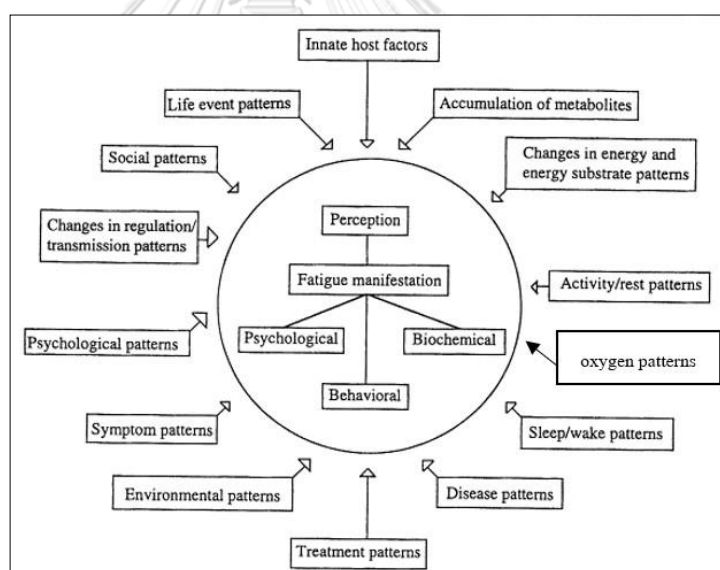 Innate host factors
Life event patterns
Accumulation of metabolites
Social patterns
Changes in energy and
energy substrate patterns
Changes in regulation/
transmission patterns
Perception
Fatigue manifestation
Activity/rest patterns
Psychological patterns
Psychological
Biochemical
oxygen patterns
Behavioral
Symptom patterns
Sleep/wake patterns
Environmental patterns
Disease patterns
Treatment patterns